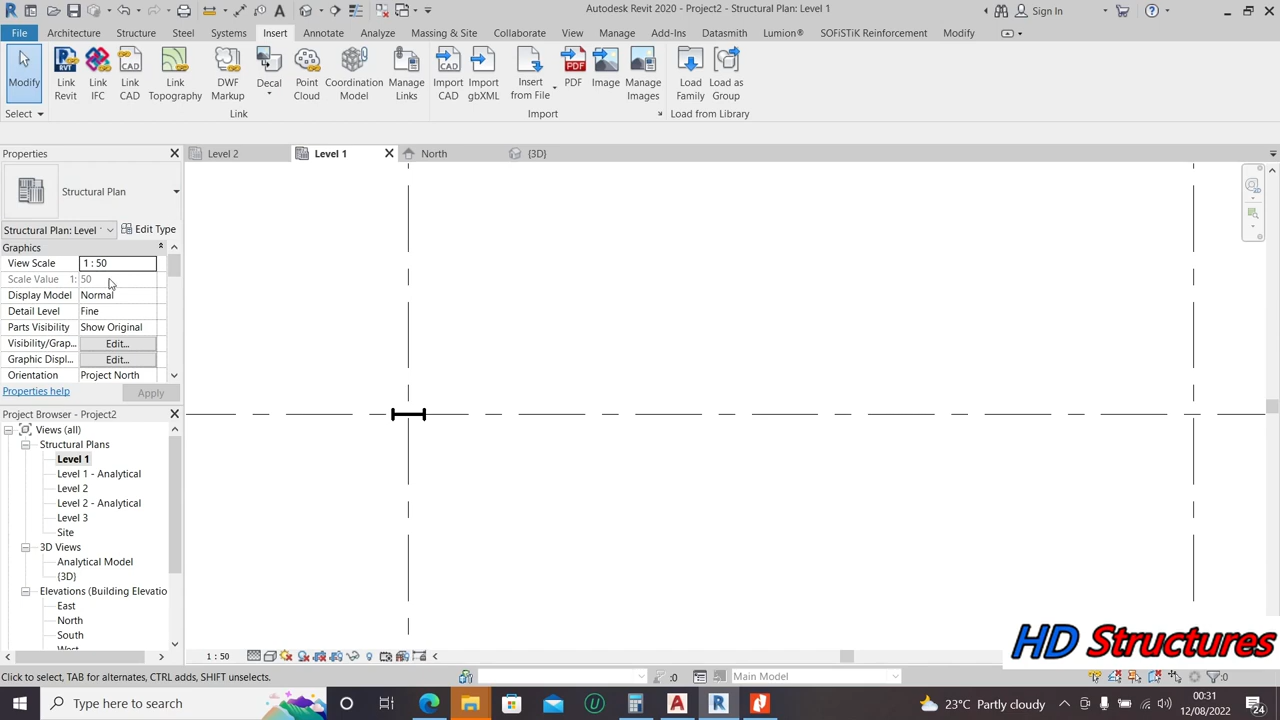 Autodesk Revit 2020 - Project2 - Structural Plan: Level 1
Sign In
File Architecture Structure Steel Systems Insert Annotate Analyze Massing & Site Collaborate View Manage Add-Ins Datasmith Lumion® SOFiSTiK Reinforcement Modify
Modify
Link Revit
Link IFC
Link CAD
Link Topography
DWF Markup
Decal
Point Cloud
Coordination Model
Manage Links
Import CAD
Import gbXML
Insert from File
PDF
Image
Manage Images
Load Family
Load as Group
Select
Link
Import
Load from Library
Properties
Level 2
Level 1
North
{3D}
Structural Plan
Structural Plan: Level
Edit Type
Graphics
View Scale 1 : 50
Scale Value 1: 50
Display Model Normal
Detail Level Fine
Parts Visibility Show Original
Visibility/Grap... Edit...
Graphic Displ... Edit...
Orientation Project North
Properties help
Apply
Project Browser - Project2
Views (all)
Structural Plans
Level 1
Level 1 - Analytical
Level 2
Level 2 - Analytical
Level 3
Site
3D Views
Analytical Model
{3D}
Elevations (Building Elevatio
East
North
South
West
1 : 50
HD Structures
Click to select, TAB for alternates, CTRL adds, SHIFT unselects.
:0
Main Model
:0
Type here to search
23°C Partly cloudy
00:31
12/08/2022
24